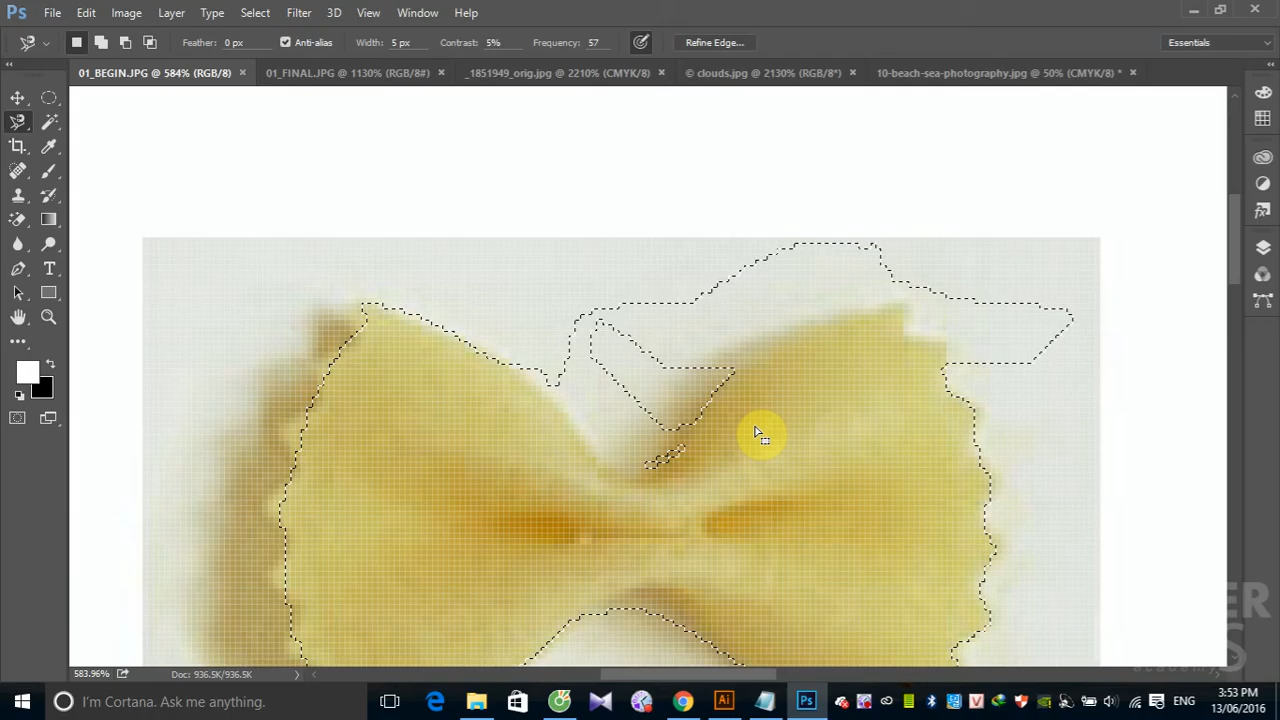 Ps File Edit Image Layer Type Select Filter 3D View Window Help
Feather: 0 px Anti-alias Width: 5 px Contrast: 5% Frequency: 57 Refine Edge... Essentials
01_BEGIN.JPG @ 584% (RGB/8) × 01_FINAL.JPG @ 1130% (RGB/8#) × _1851949_orig.jpg @ 2210% (CMYK/8) × © clouds.jpg @ 2130% (RGB/8*) × 10-beach-sea-photography.jpg @ 50% (CMYK/8) * ×
583.96% Doc: 936.5K/936.5K
I'm Cortana. Ask me anything. Ai Ps ENG 3:53 PM
13/06/2016